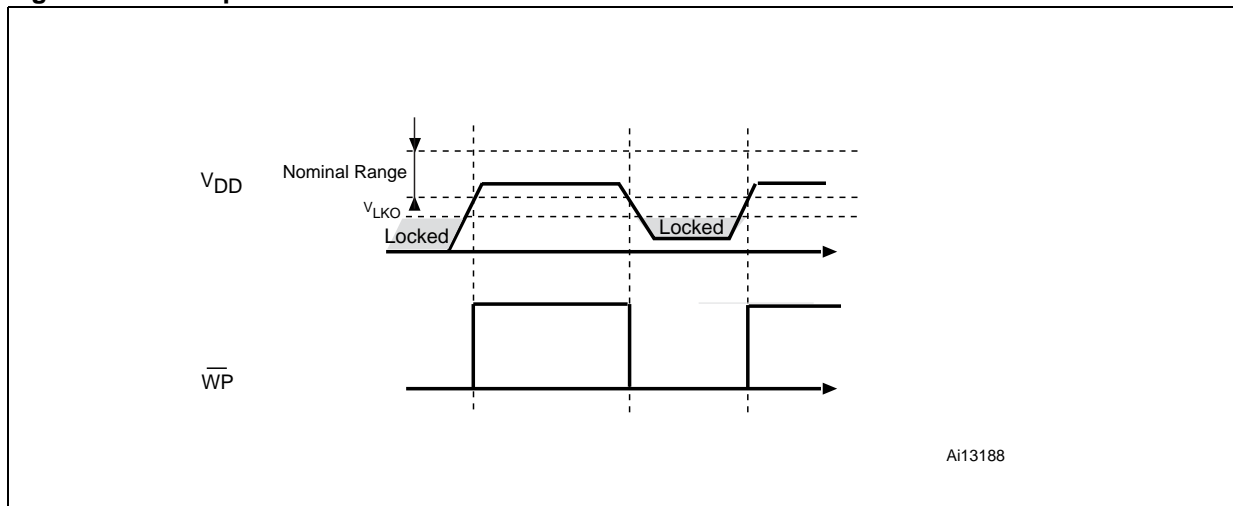 Nominal Range
VDD
VLKO
Locked
Locked
WP
Ai13188